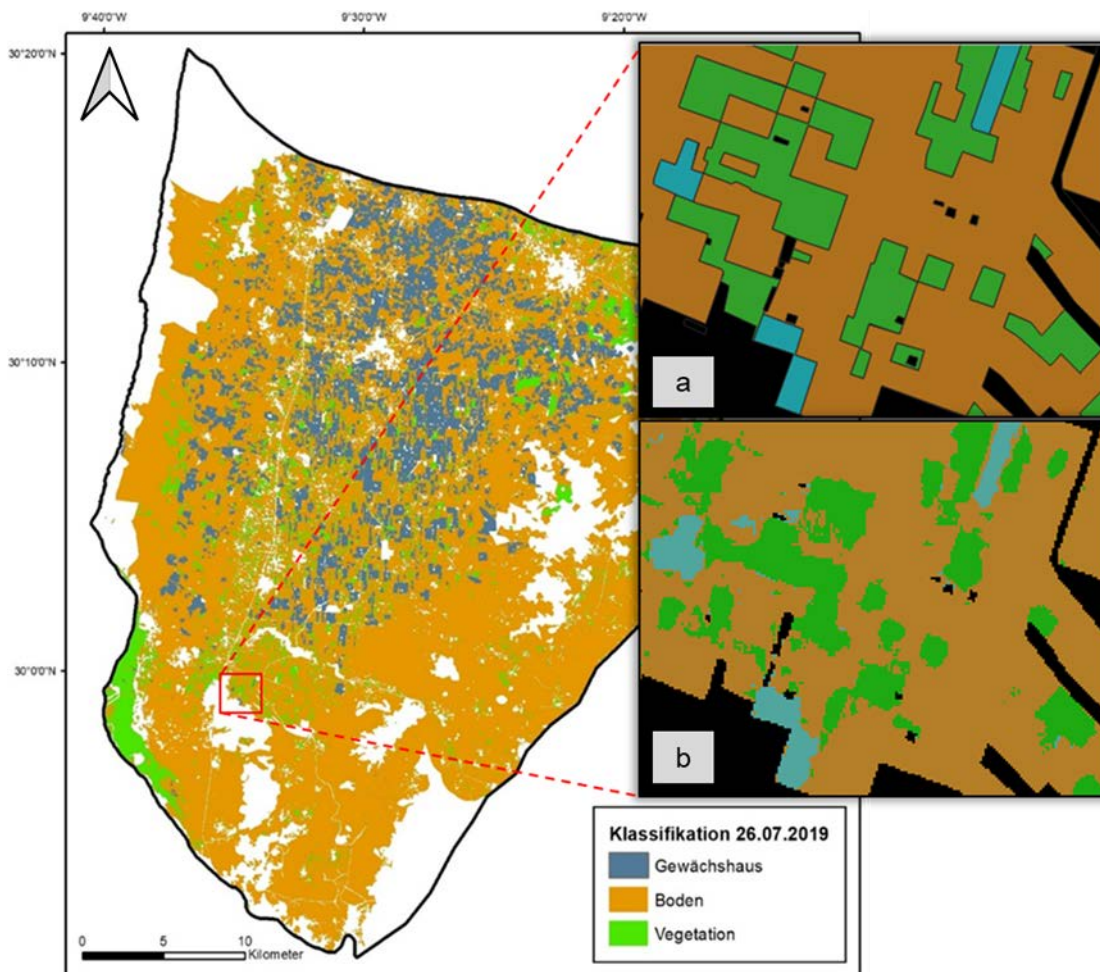 9°40'0"W
9°30'0"W
9°20'0"W
30°20'0"N
30°10'0"N
30°0'0"N
a
b
Klassifikation 26.07.2019
Gewächshaus
Boden
Vegetation
0 5 10
Kilometer